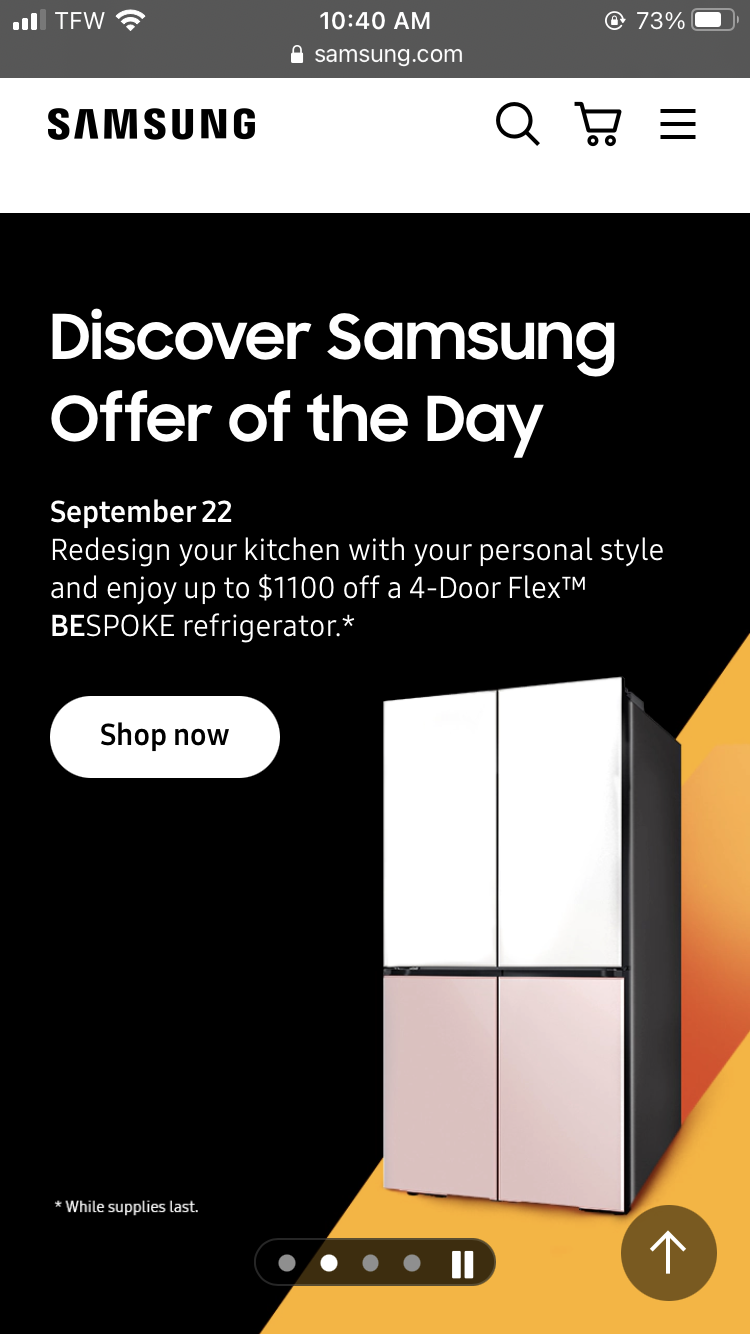 TFW 10:40 AM 73%
samsung.com
SAMSUNG
Discover Samsung
Offer of the Day
September 22
Redesign your kitchen with your personal style
and enjoy up to $1100 off a 4-Door Flex™
BESPOKE refrigerator.*
Shop now
* While supplies last.